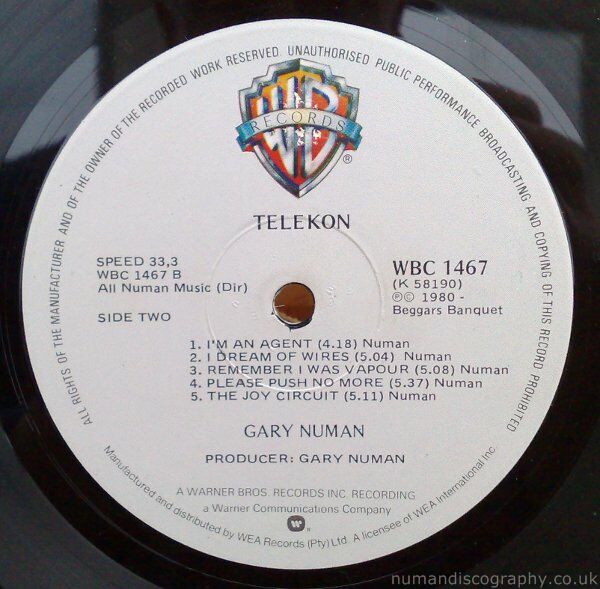 ALL RIGHTS OF THE MANUFACTURER AND OF THE OWNER OF THE RECORDED WORK RESERVED. UNAUTHORISED PUBLIC PERFORMANCE BROADCASTING AND COPYING OF THIS RECORD PROHIBITED
WB
RECORDS
®
TELEKON
SPEED 33,3
WBC 1467 B
All Numan Music (Dir)
SIDE TWO
WBC 1467
(K 58190)
℗© 1980 -
Beggars Banquet
1. I'M AN AGENT (4.18) Numan
2. I DREAM OF WIRES (5.04) Numan
3. REMEMBER I WAS VAPOUR (5.08) Numan
4. PLEASE PUSH NO MORE (5.37) Numan
5. THE JOY CIRCUIT (5.11) Numan
GARY NUMAN
PRODUCER: GARY NUMAN
A WARNER BROS. RECORDS INC. RECORDING
a Warner Communications Company
Manufactured and distributed by WEA Records (Pty) Ltd. A licensee of WEA International Inc.
numandiscography.co.uk